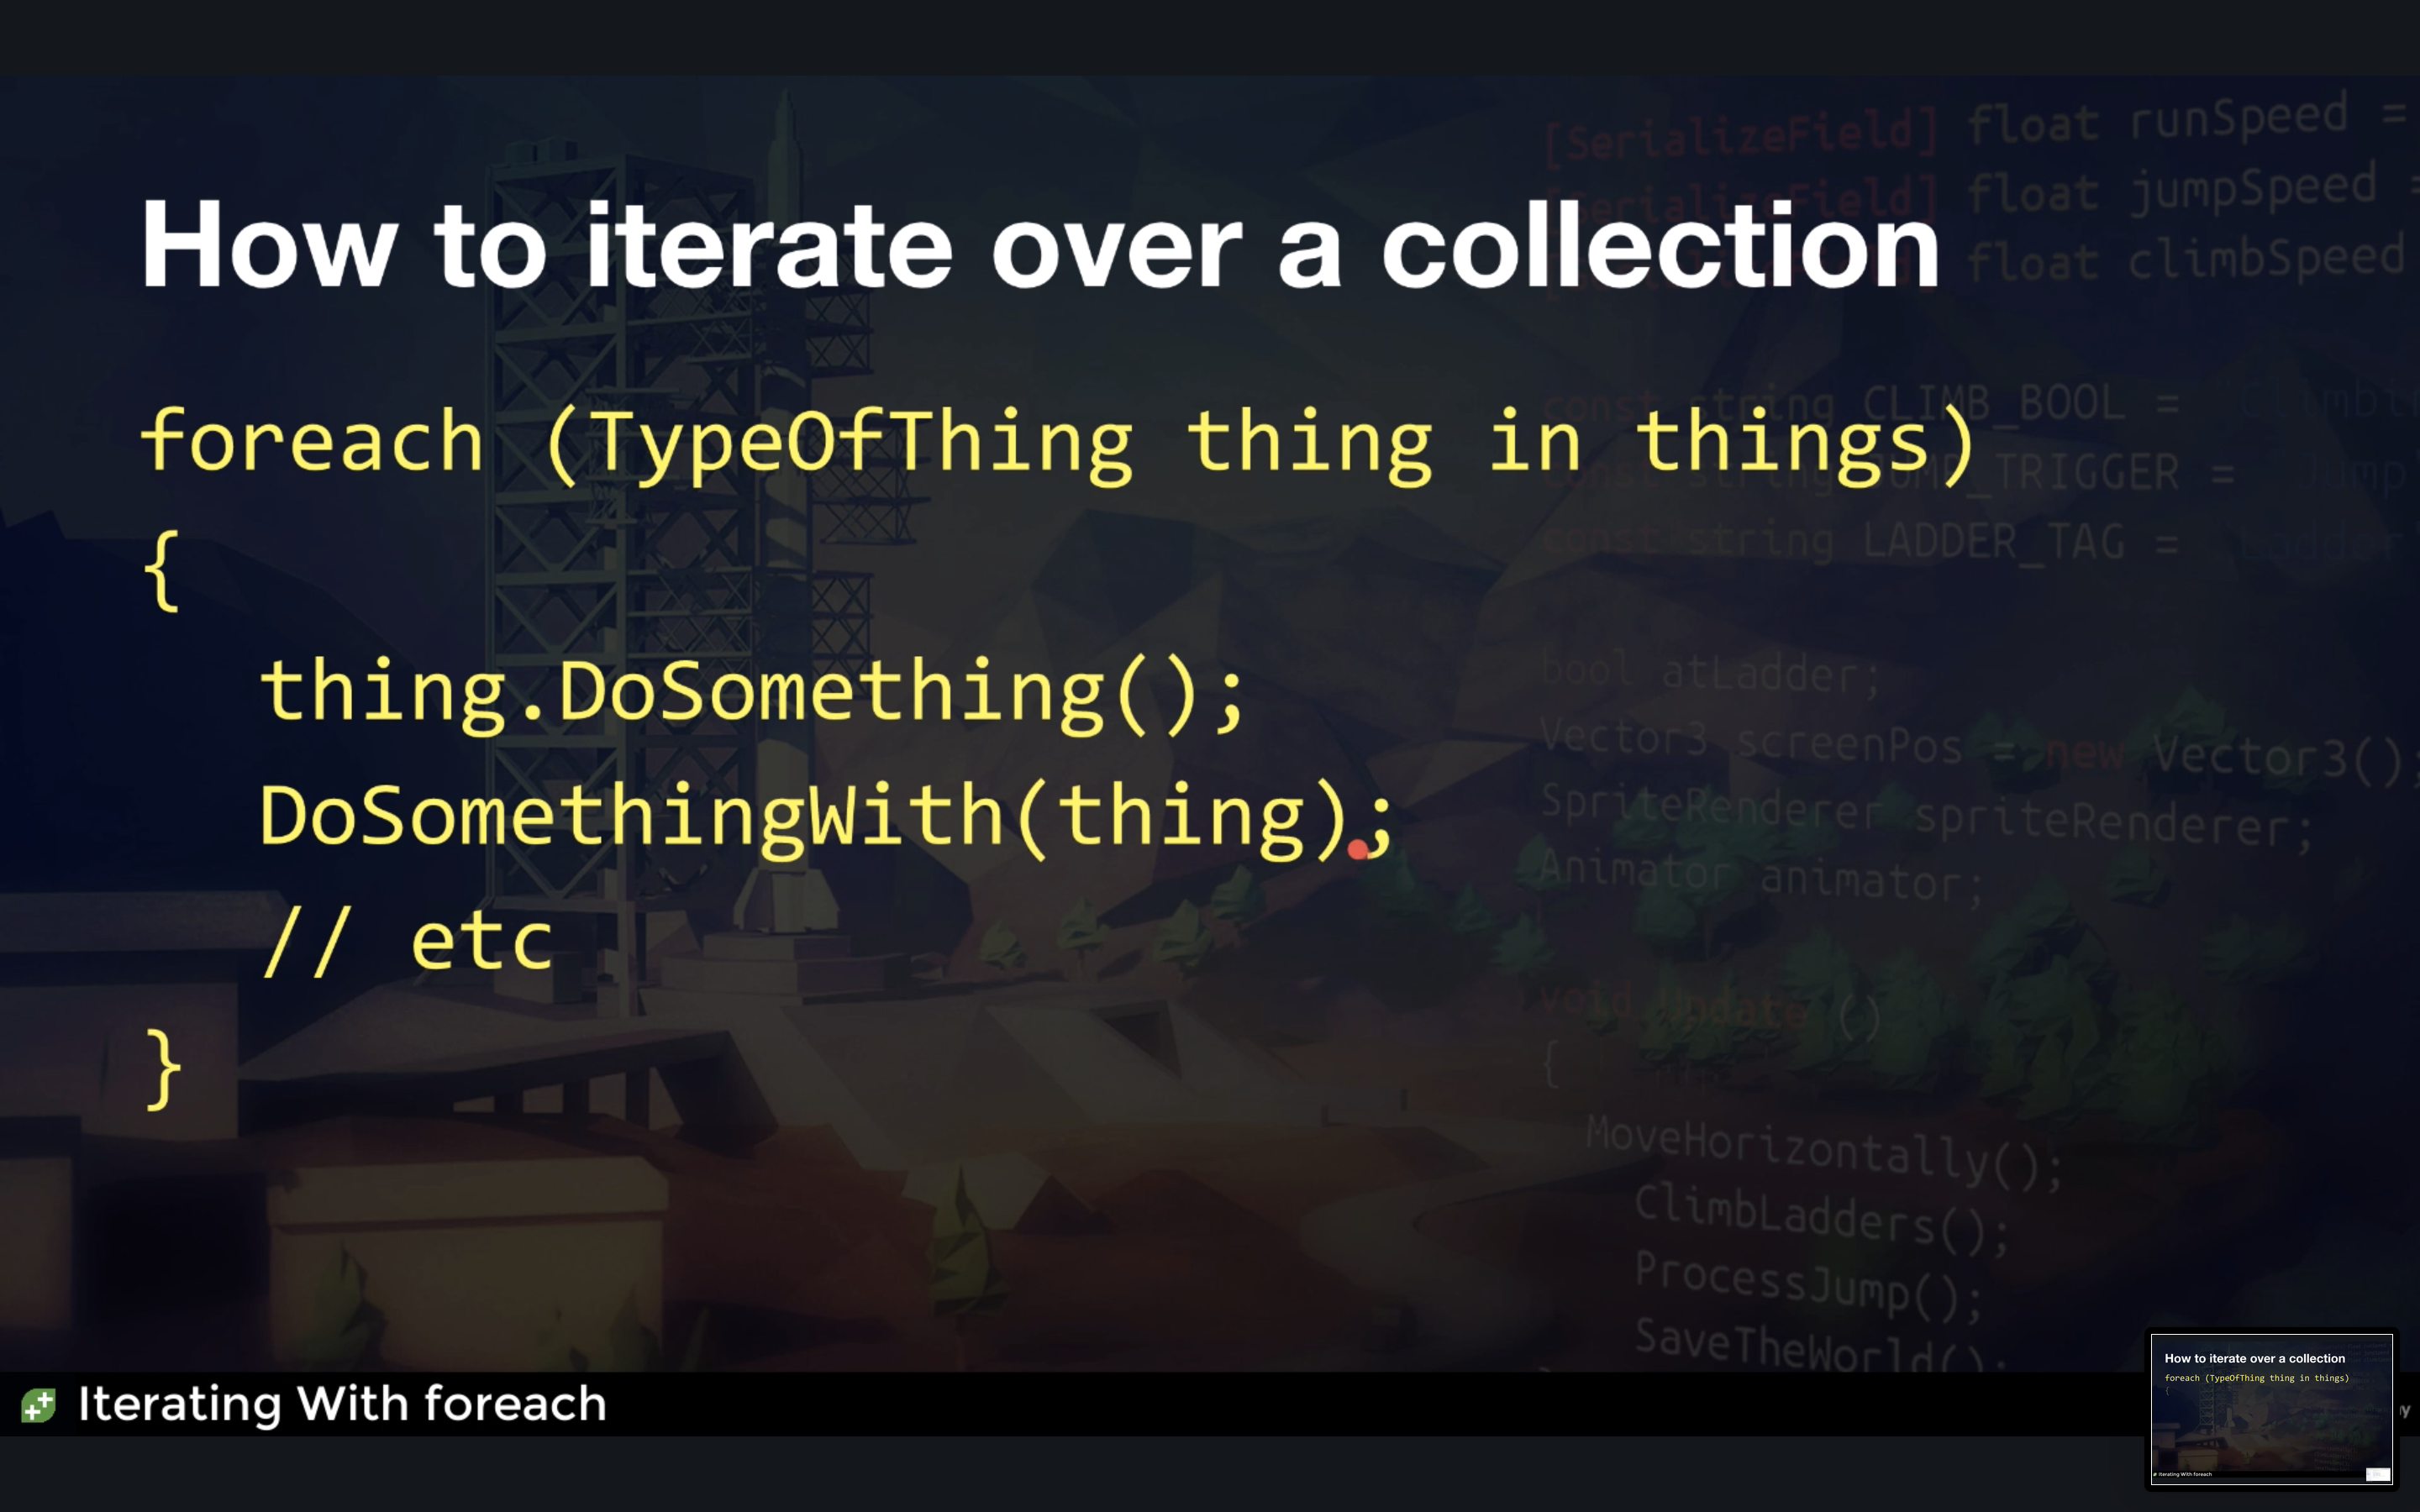 How to iterate over a collection
foreach (TypeOfThing thing in things)
{
thing.DoSomething();
DoSomethingWith(thing);
// etc
}
[SerializeField] float runSpeed =
[SerializeField] float jumpSpeed =
float climbSpeed
const string CLIMB_BOOL =
const string JUMP_TRIGGER =
const string LADDER_TAG =
bool atLadder;
Vector3 screenPos = new Vector3();
SpriteRenderer spriteRenderer;
Animator animator;
void Update ()
{
MoveHorizontally();
ClimbLadders();
ProcessJump();
SaveTheWorld();
Iterating With foreach
How to iterate over a collection
foreach (TypeOfThing thing in things)
{
Iterating With foreach